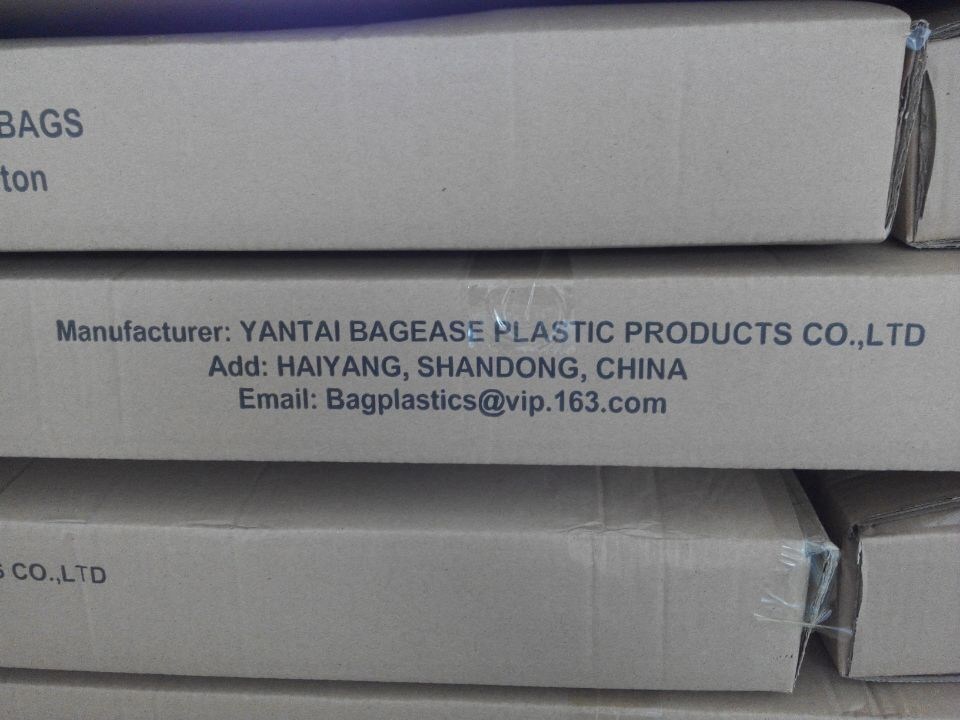 BAGS
ton
Manufacturer: YANTAI BAGEASE PLASTIC PRODUCTS CO.,LTD
Add: HAIYANG, SHANDONG, CHINA
Email: Bagplastics@vip.163.com
S CO.,LTD